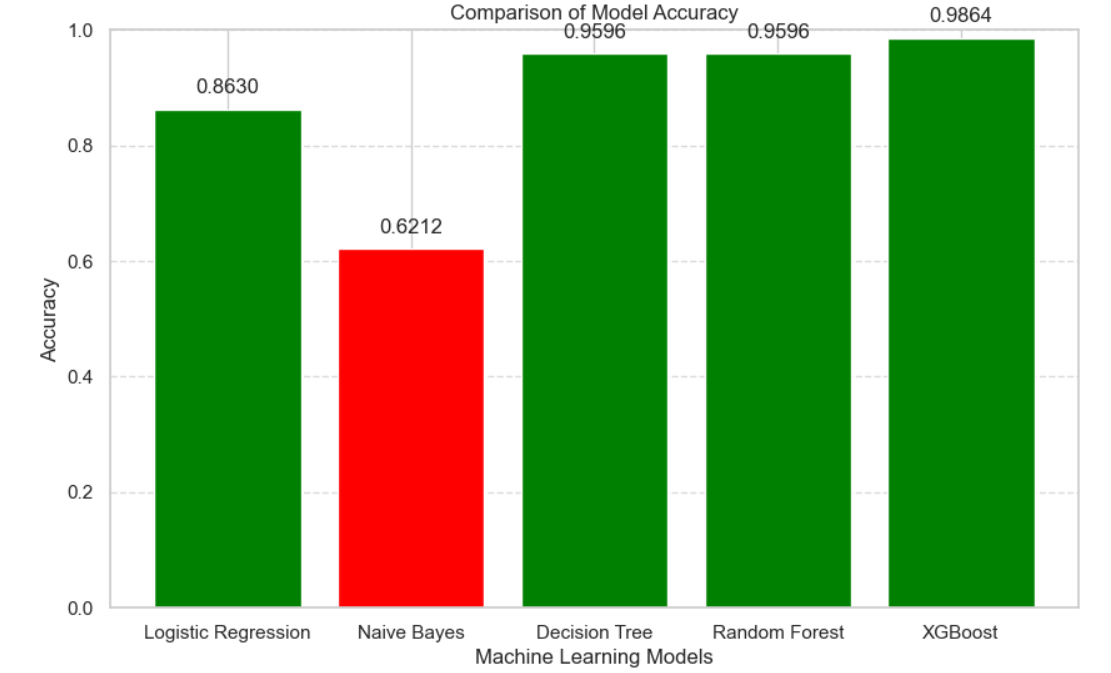 Comparison of Model Accuracy
0.9864
1.0
0.9596
0.9596
0.8630
0.8
0.6212
0.6
0.4
0.2
0.0
Accuracy
Logistic Regression
Naive Bayes
Decision Tree
Random Forest
XGBoost
Machine Learning Models